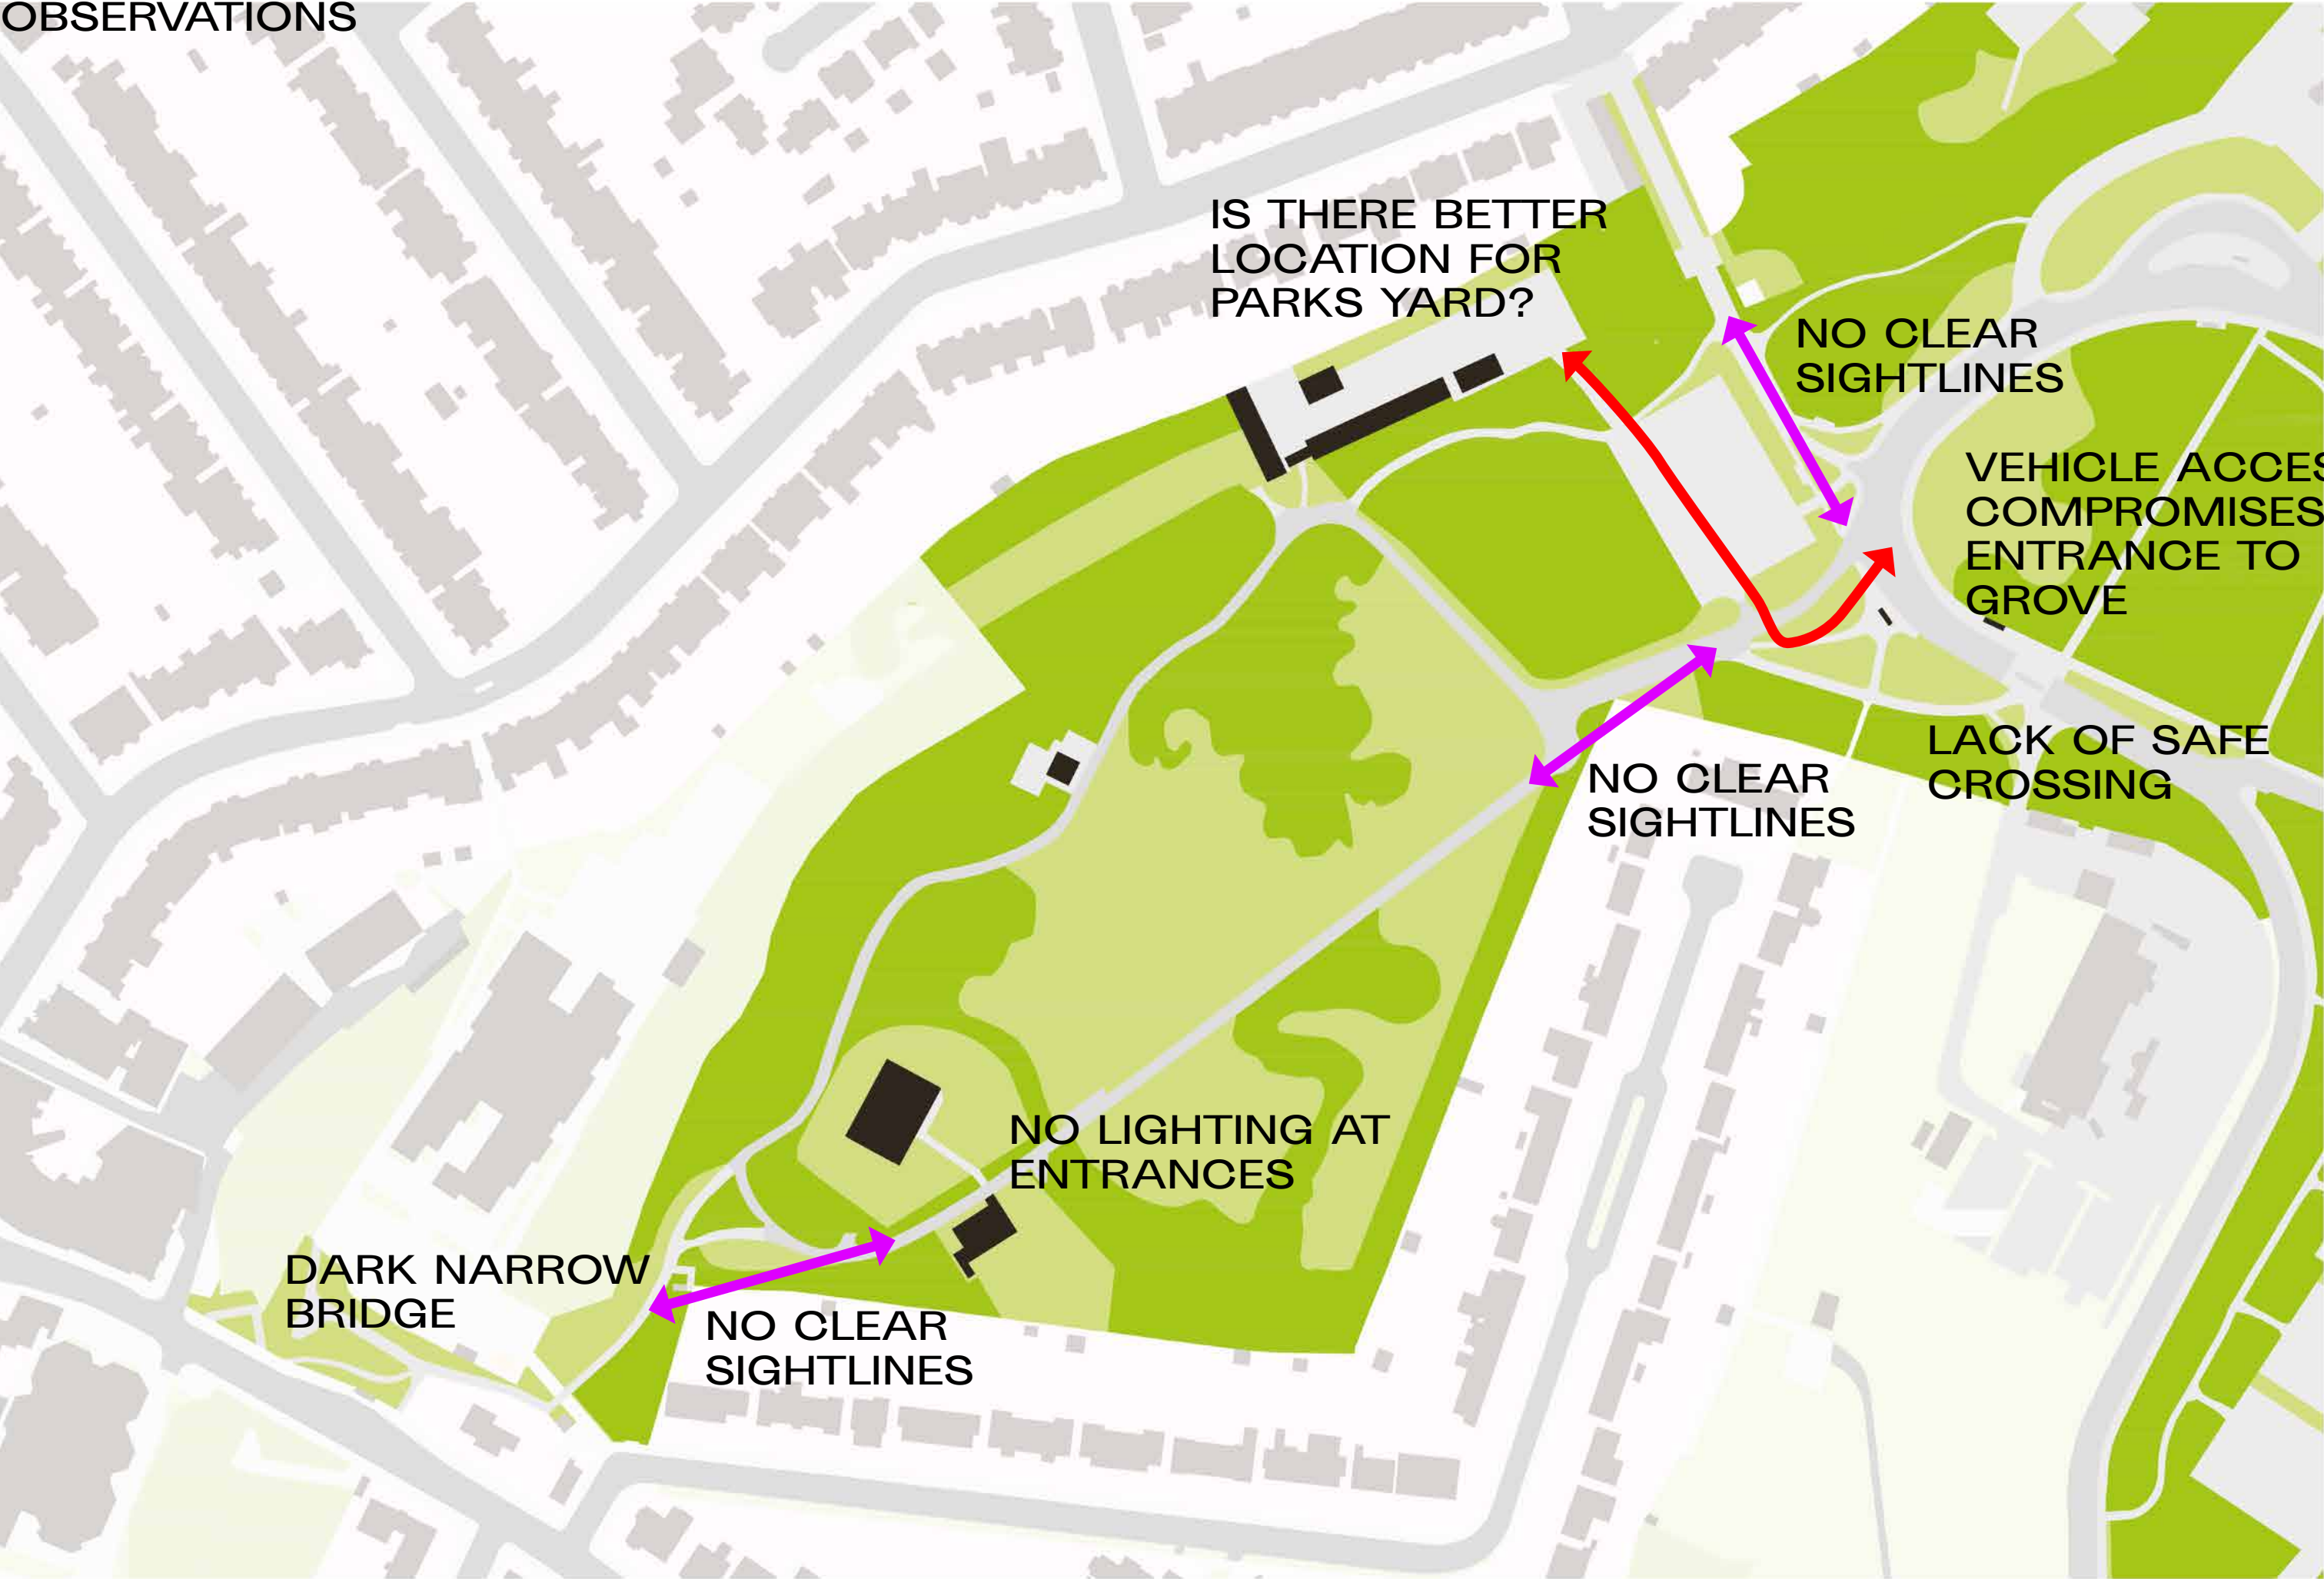 OBSERVATIONS
IS THERE BETTER
LOCATION FOR
PARKS YARD?
NO CLEAR
SIGHTLINES
VEHICLE ACCES
COMPROMISES
ENTRANCE TO
GROVE
LACK OF SAFE
CROSSING
NO CLEAR
SIGHTLINES
NO LIGHTING AT
ENTRANCES
DARK NARROW
BRIDGE
NO CLEAR
SIGHTLINES